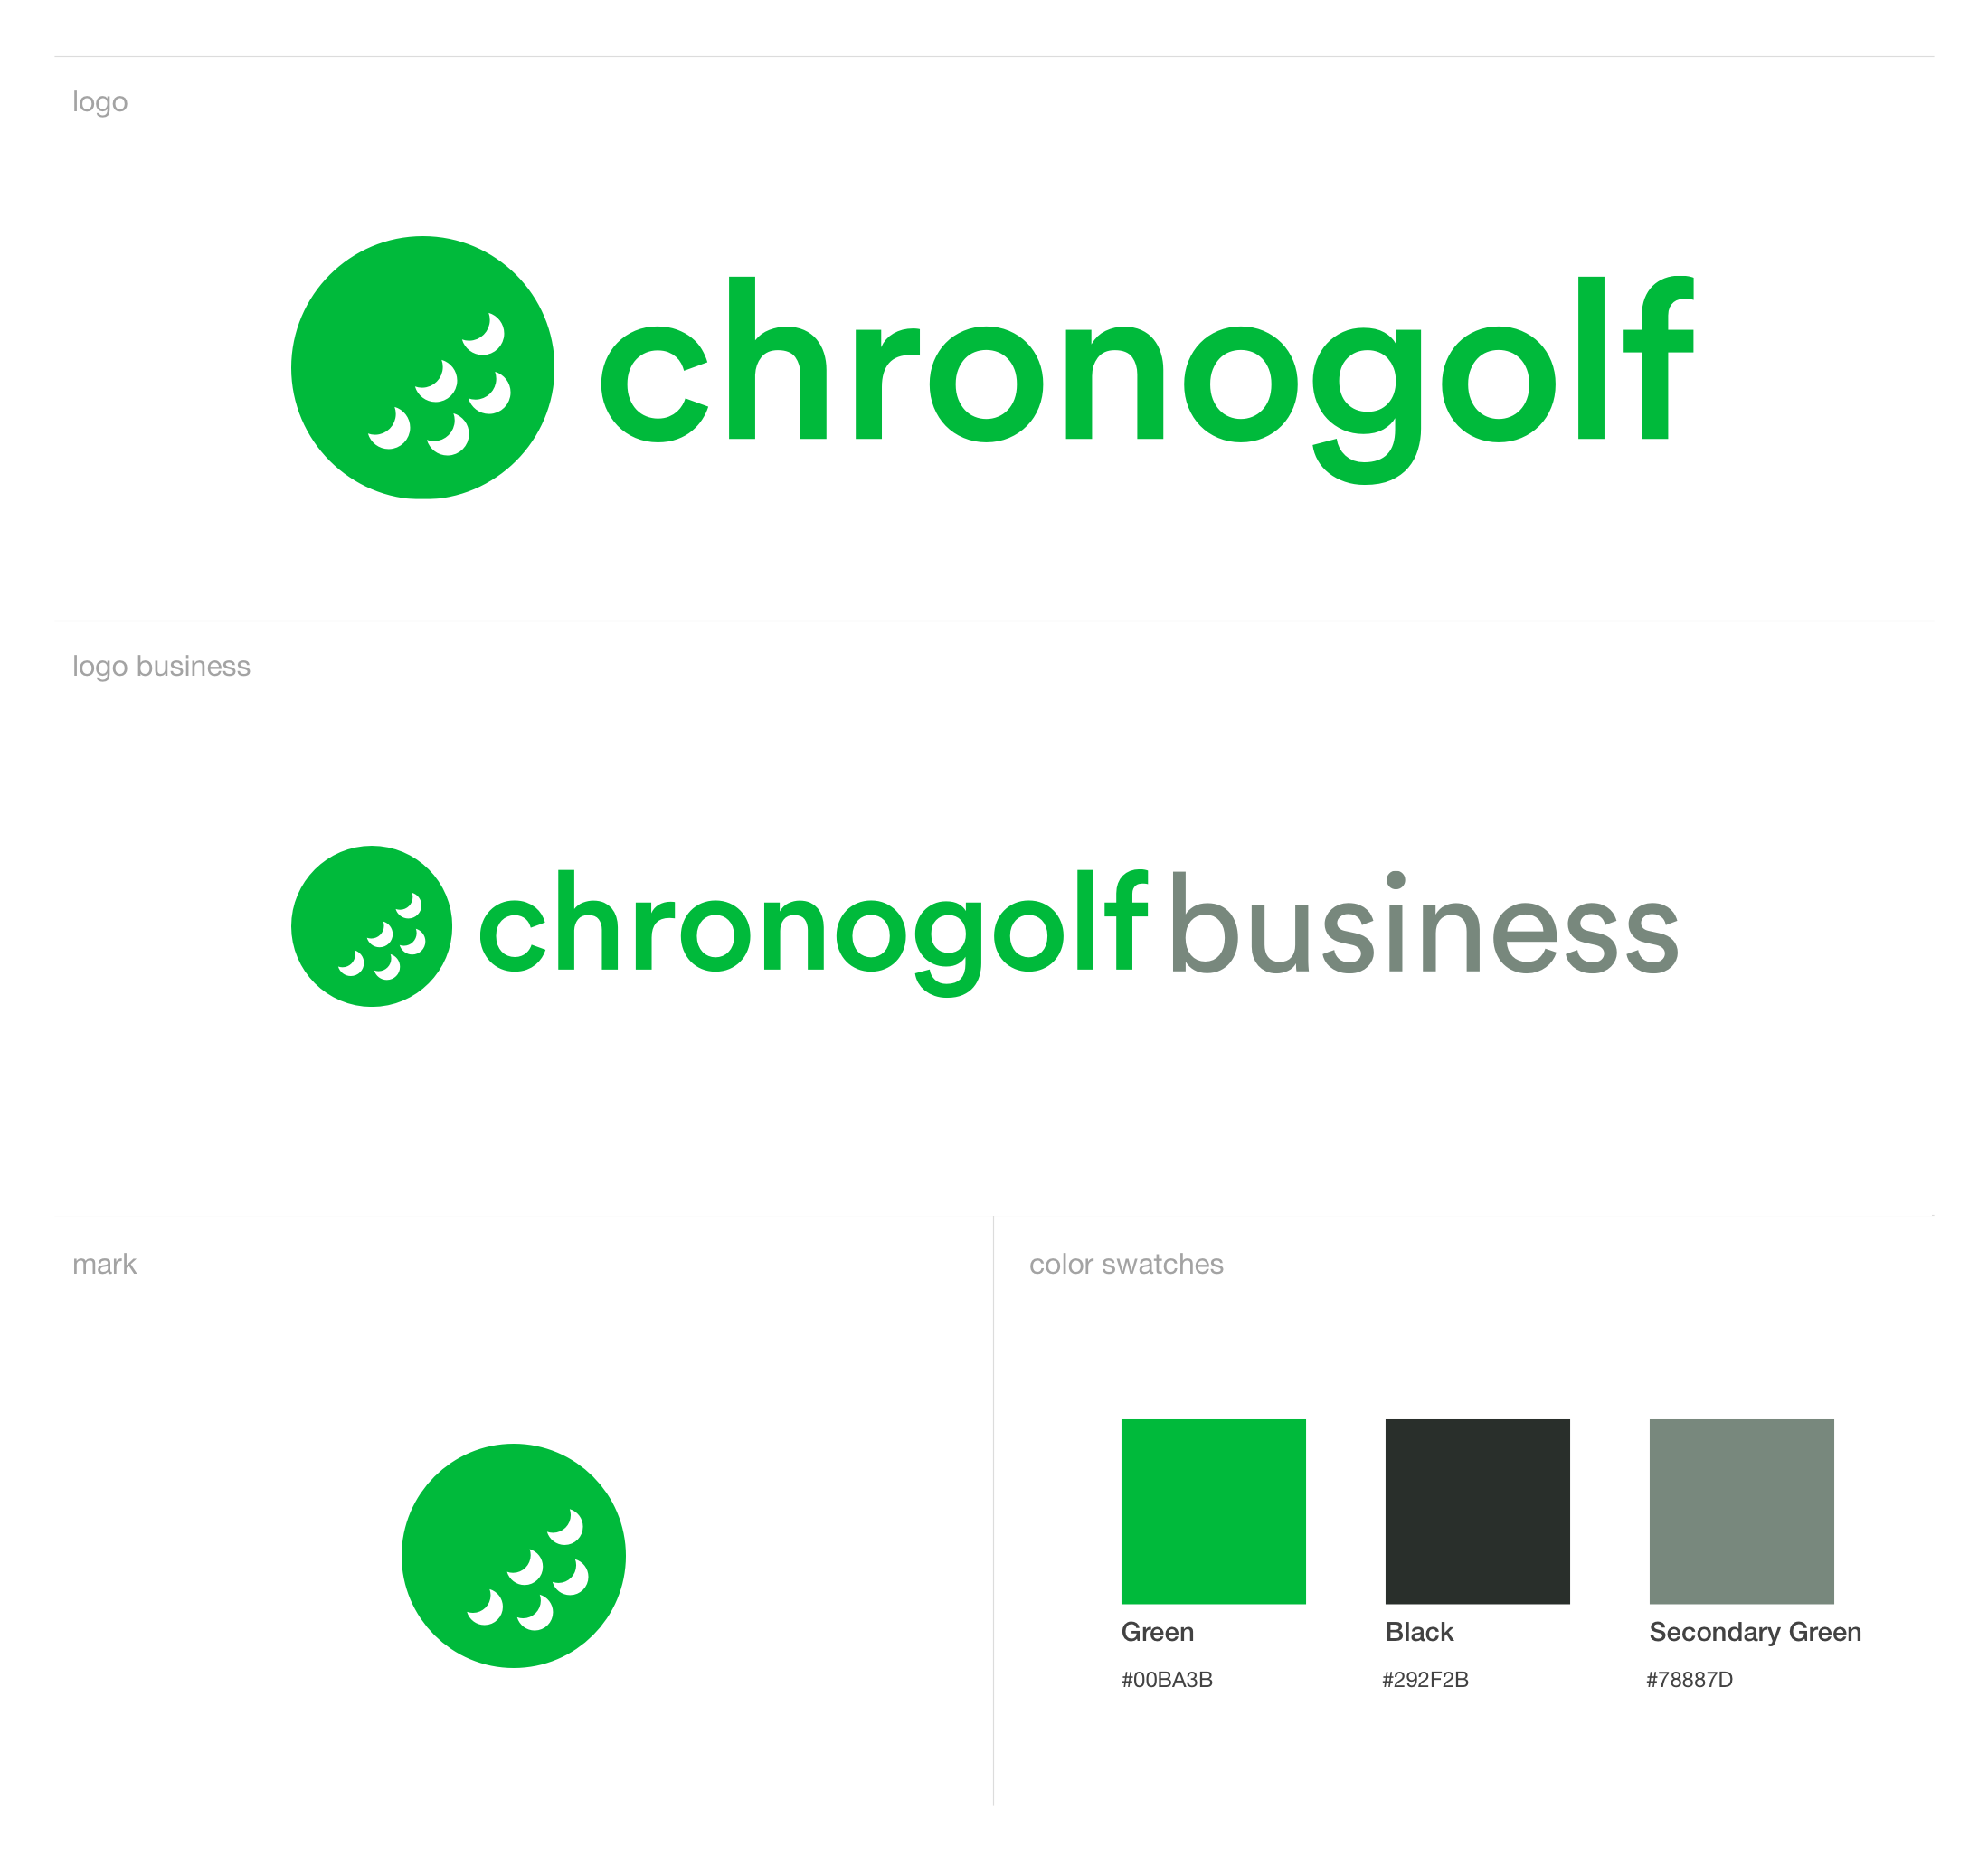 logo
chronogolf
logo business
chronogolf business
mark
color swatches
Green
Black
Secondary Green
#00BA3B
#292F2B
#78887D